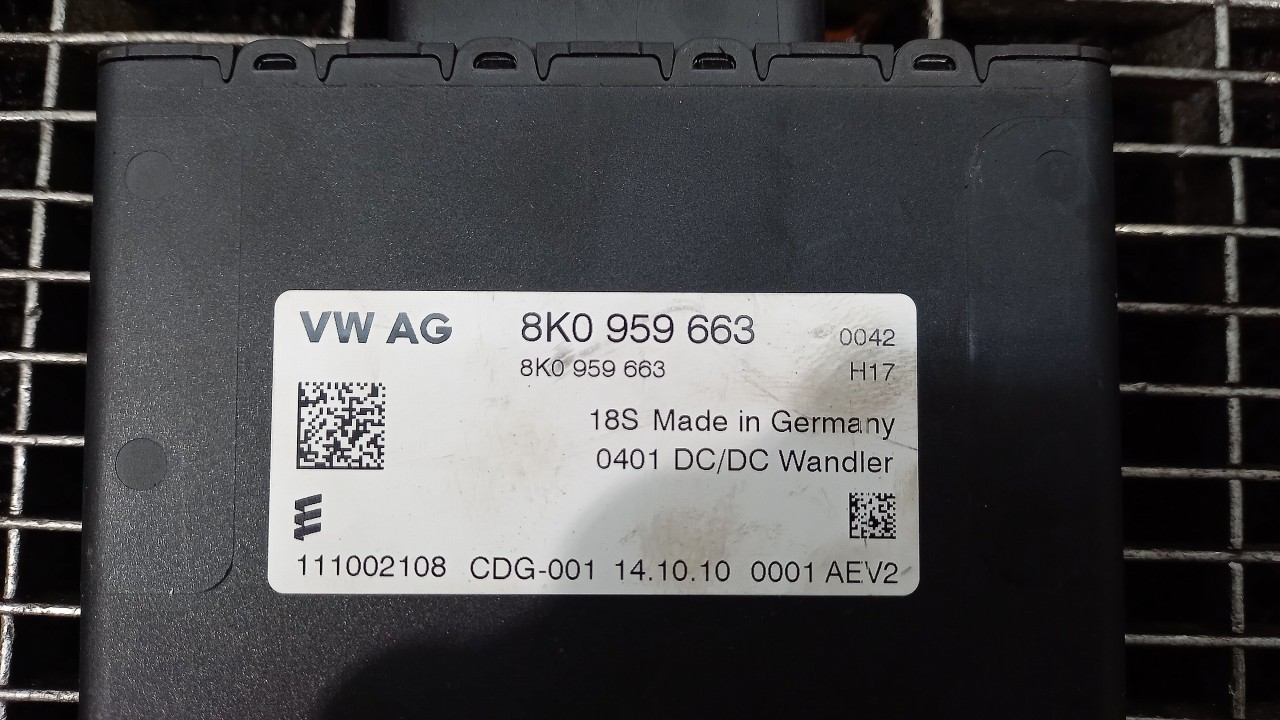 VW AG 8K0 959 663 0042
8K0 959 663 H17
18S Made in Germany
0401 DC/DC Wandler
111002108 CDG-001 14.10.10 0001 AEV2